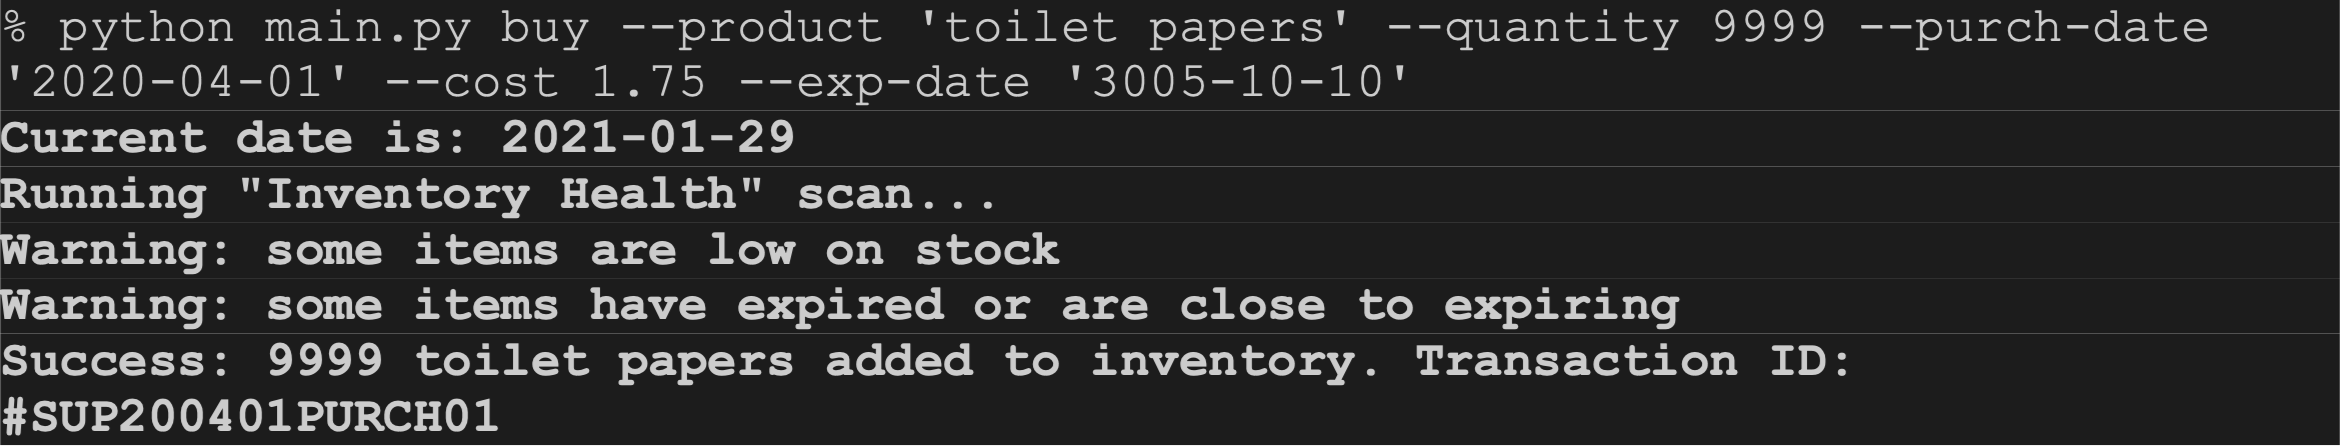 % python main.py buy --product 'toilet papers' --quantity 9999 --purch-date
'2020-04-01' --cost 1.75 --exp-date '3005-10-10'
Current date is: 2021-01-29
Running "Inventory Health" scan...
Warning: some items are low on stock
Warning: some items have expired or are close to expiring
Success: 9999 toilet papers added to inventory. Transaction ID:
#SUP200401PURCH01